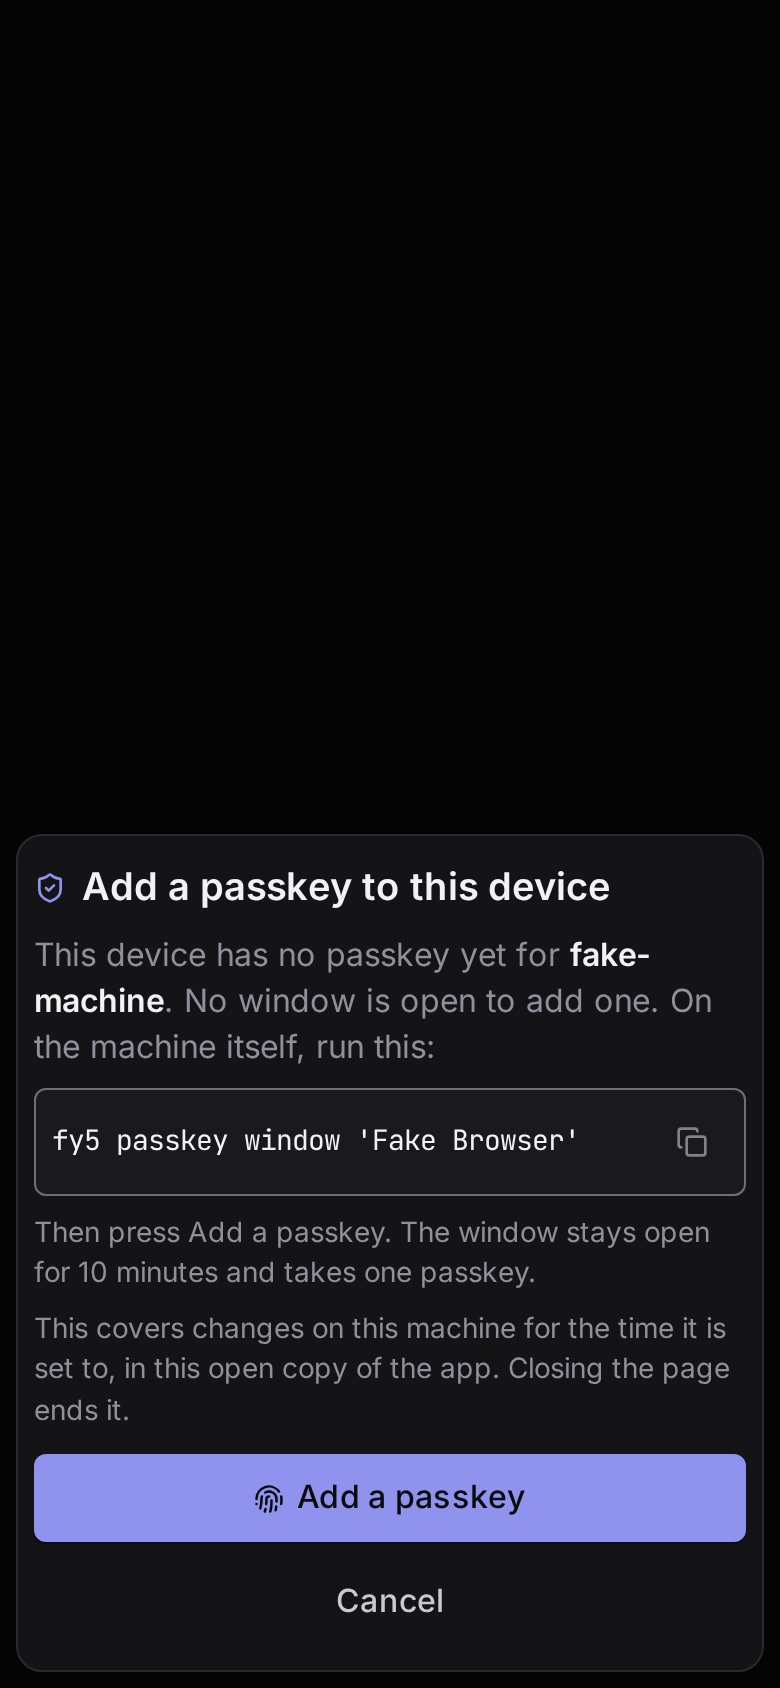 Add a passkey to this device
This device has no passkey yet for fake-
machine. No window is open to add one. On
the machine itself, run this:
fy5 passkey window 'Fake Browser'
Then press Add a passkey. The window stays open
for 10 minutes and takes one passkey.
This covers changes on this machine for the time it is
set to, in this open copy of the app. Closing the page
ends it.
Add a passkey
Cancel